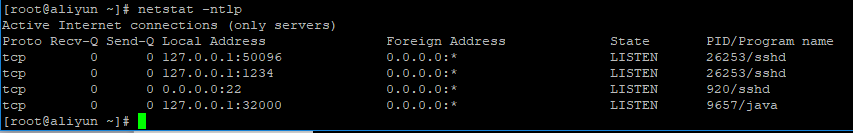 [root@aliyun ~]# netstat -ntlp
Active Internet connections (only servers)
Proto Recv-Q Send-Q Local Address           Foreign Address         State       PID/Program name
tcp        0      0 127.0.0.1:50096         0.0.0.0:*               LISTEN      26253/sshd
tcp        0      0 127.0.0.1:1234          0.0.0.0:*               LISTEN      26253/sshd
tcp        0      0 0.0.0.0:22              0.0.0.0:*               LISTEN      920/sshd
tcp        0      0 127.0.0.1:32000         0.0.0.0:*               LISTEN      9657/java
[root@aliyun ~]#